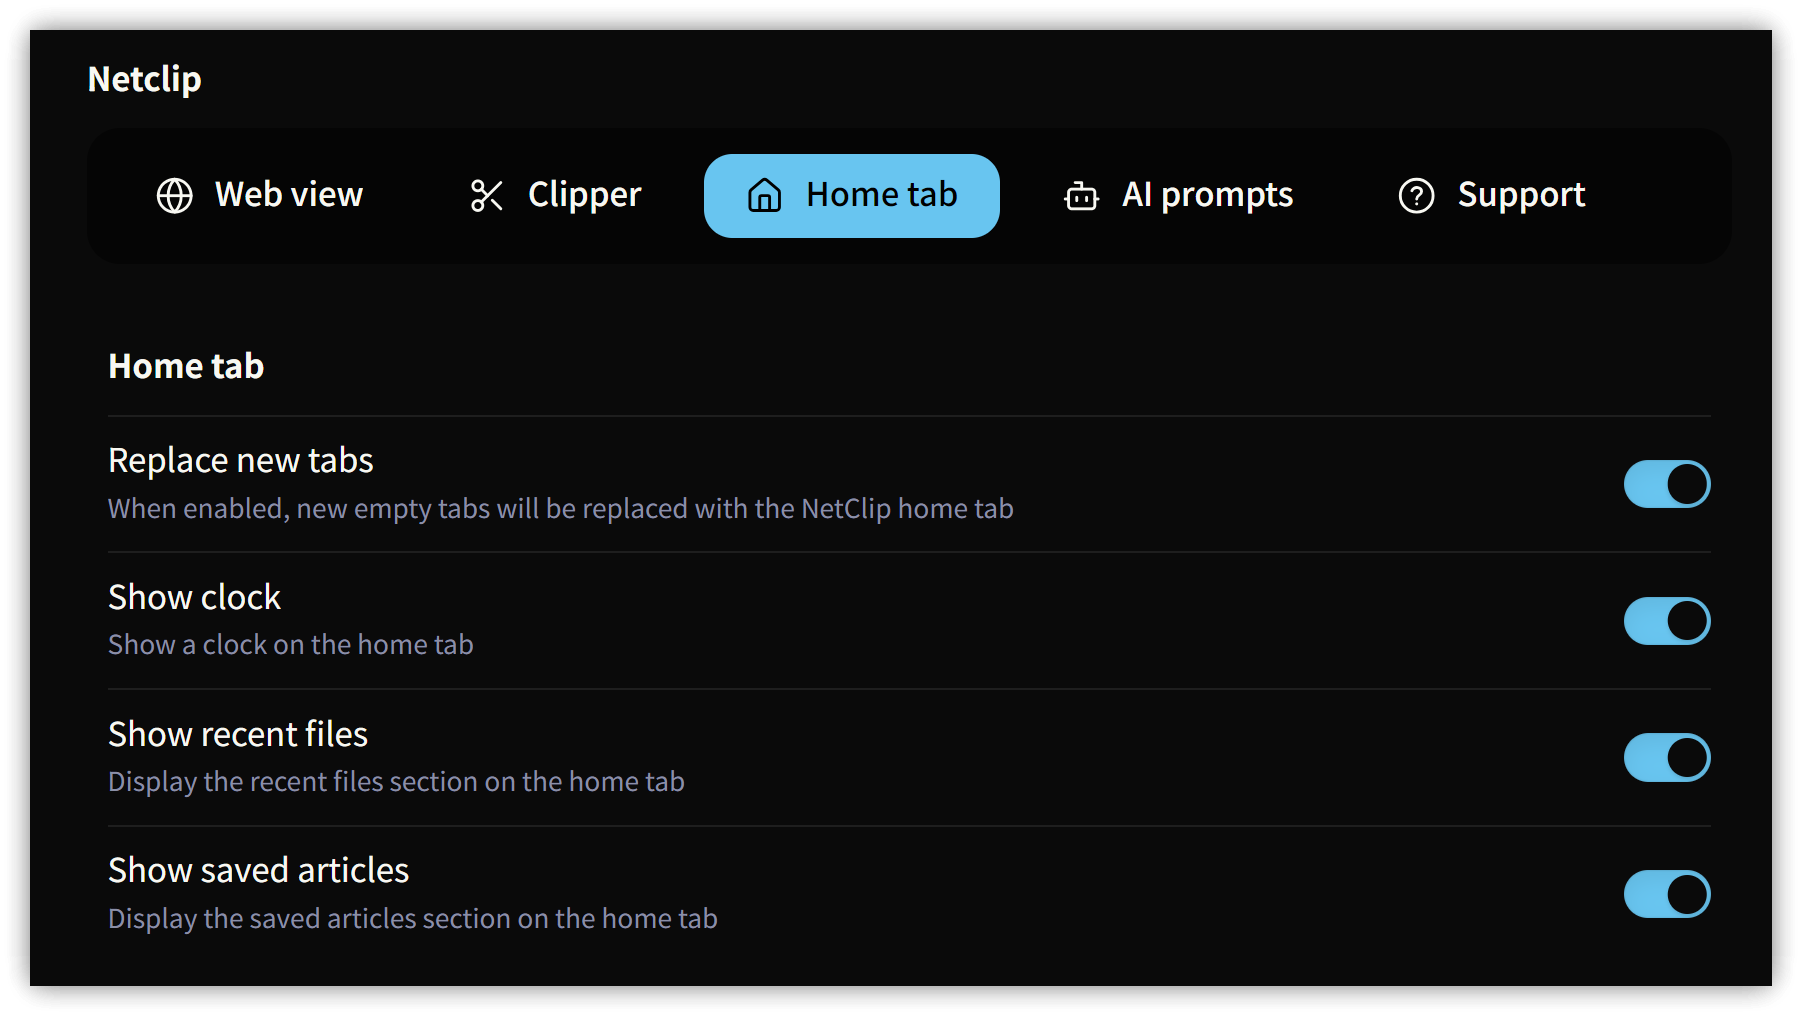 Netclip
Web view
Clipper
Home tab
AI prompts
Support
Home tab
Replace new tabs
When enabled, new empty tabs will be replaced with the NetClip home tab
Show clock
Show a clock on the home tab
Show recent files
Display the recent files section on the home tab
Show saved articles
Display the saved articles section on the home tab